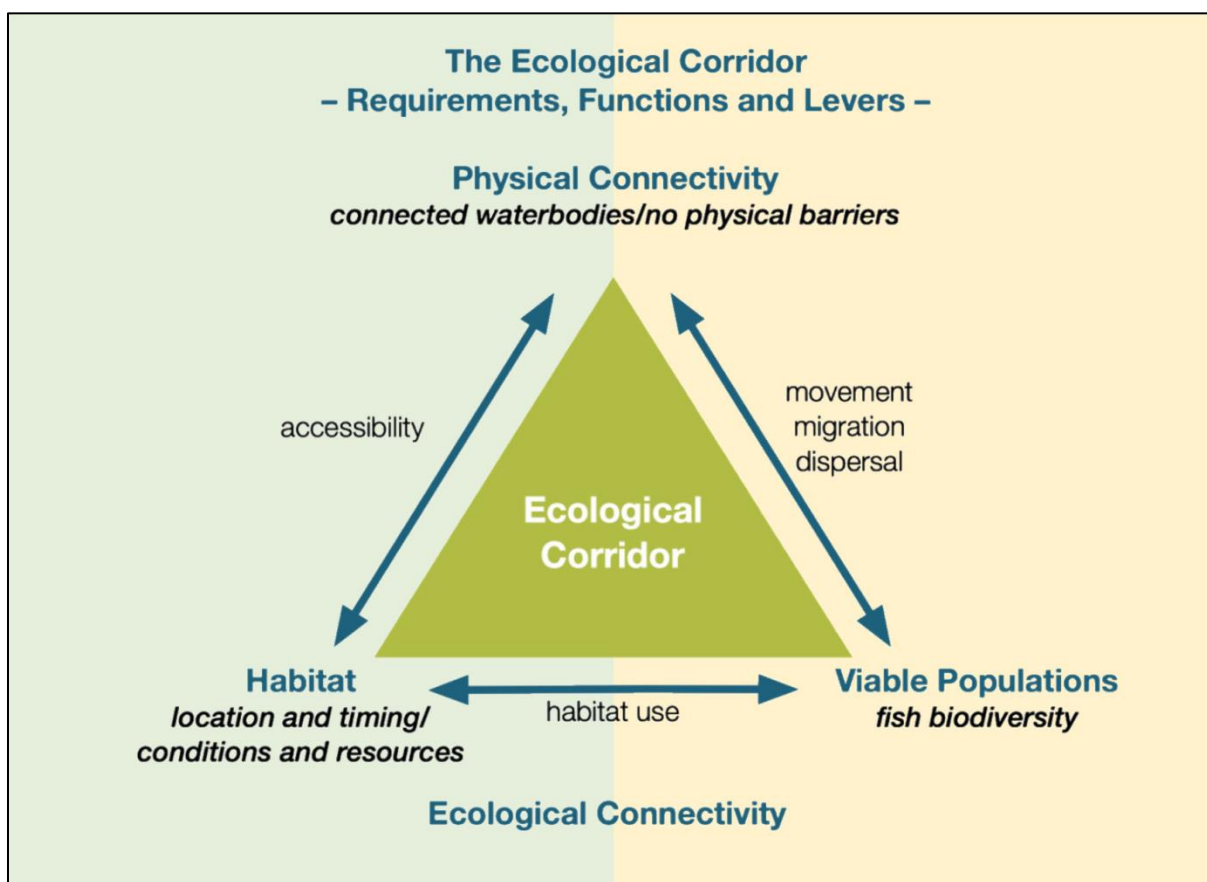 The Ecological Corridor
– Requirements, Functions and Levers –
Physical Connectivity
connected waterbodies/no physical barriers
accessibility
movement
migration
dispersal
Ecological
Corridor
Habitat
location and timing/
conditions and resources
habitat use
Viable Populations
fish biodiversity
Ecological Connectivity